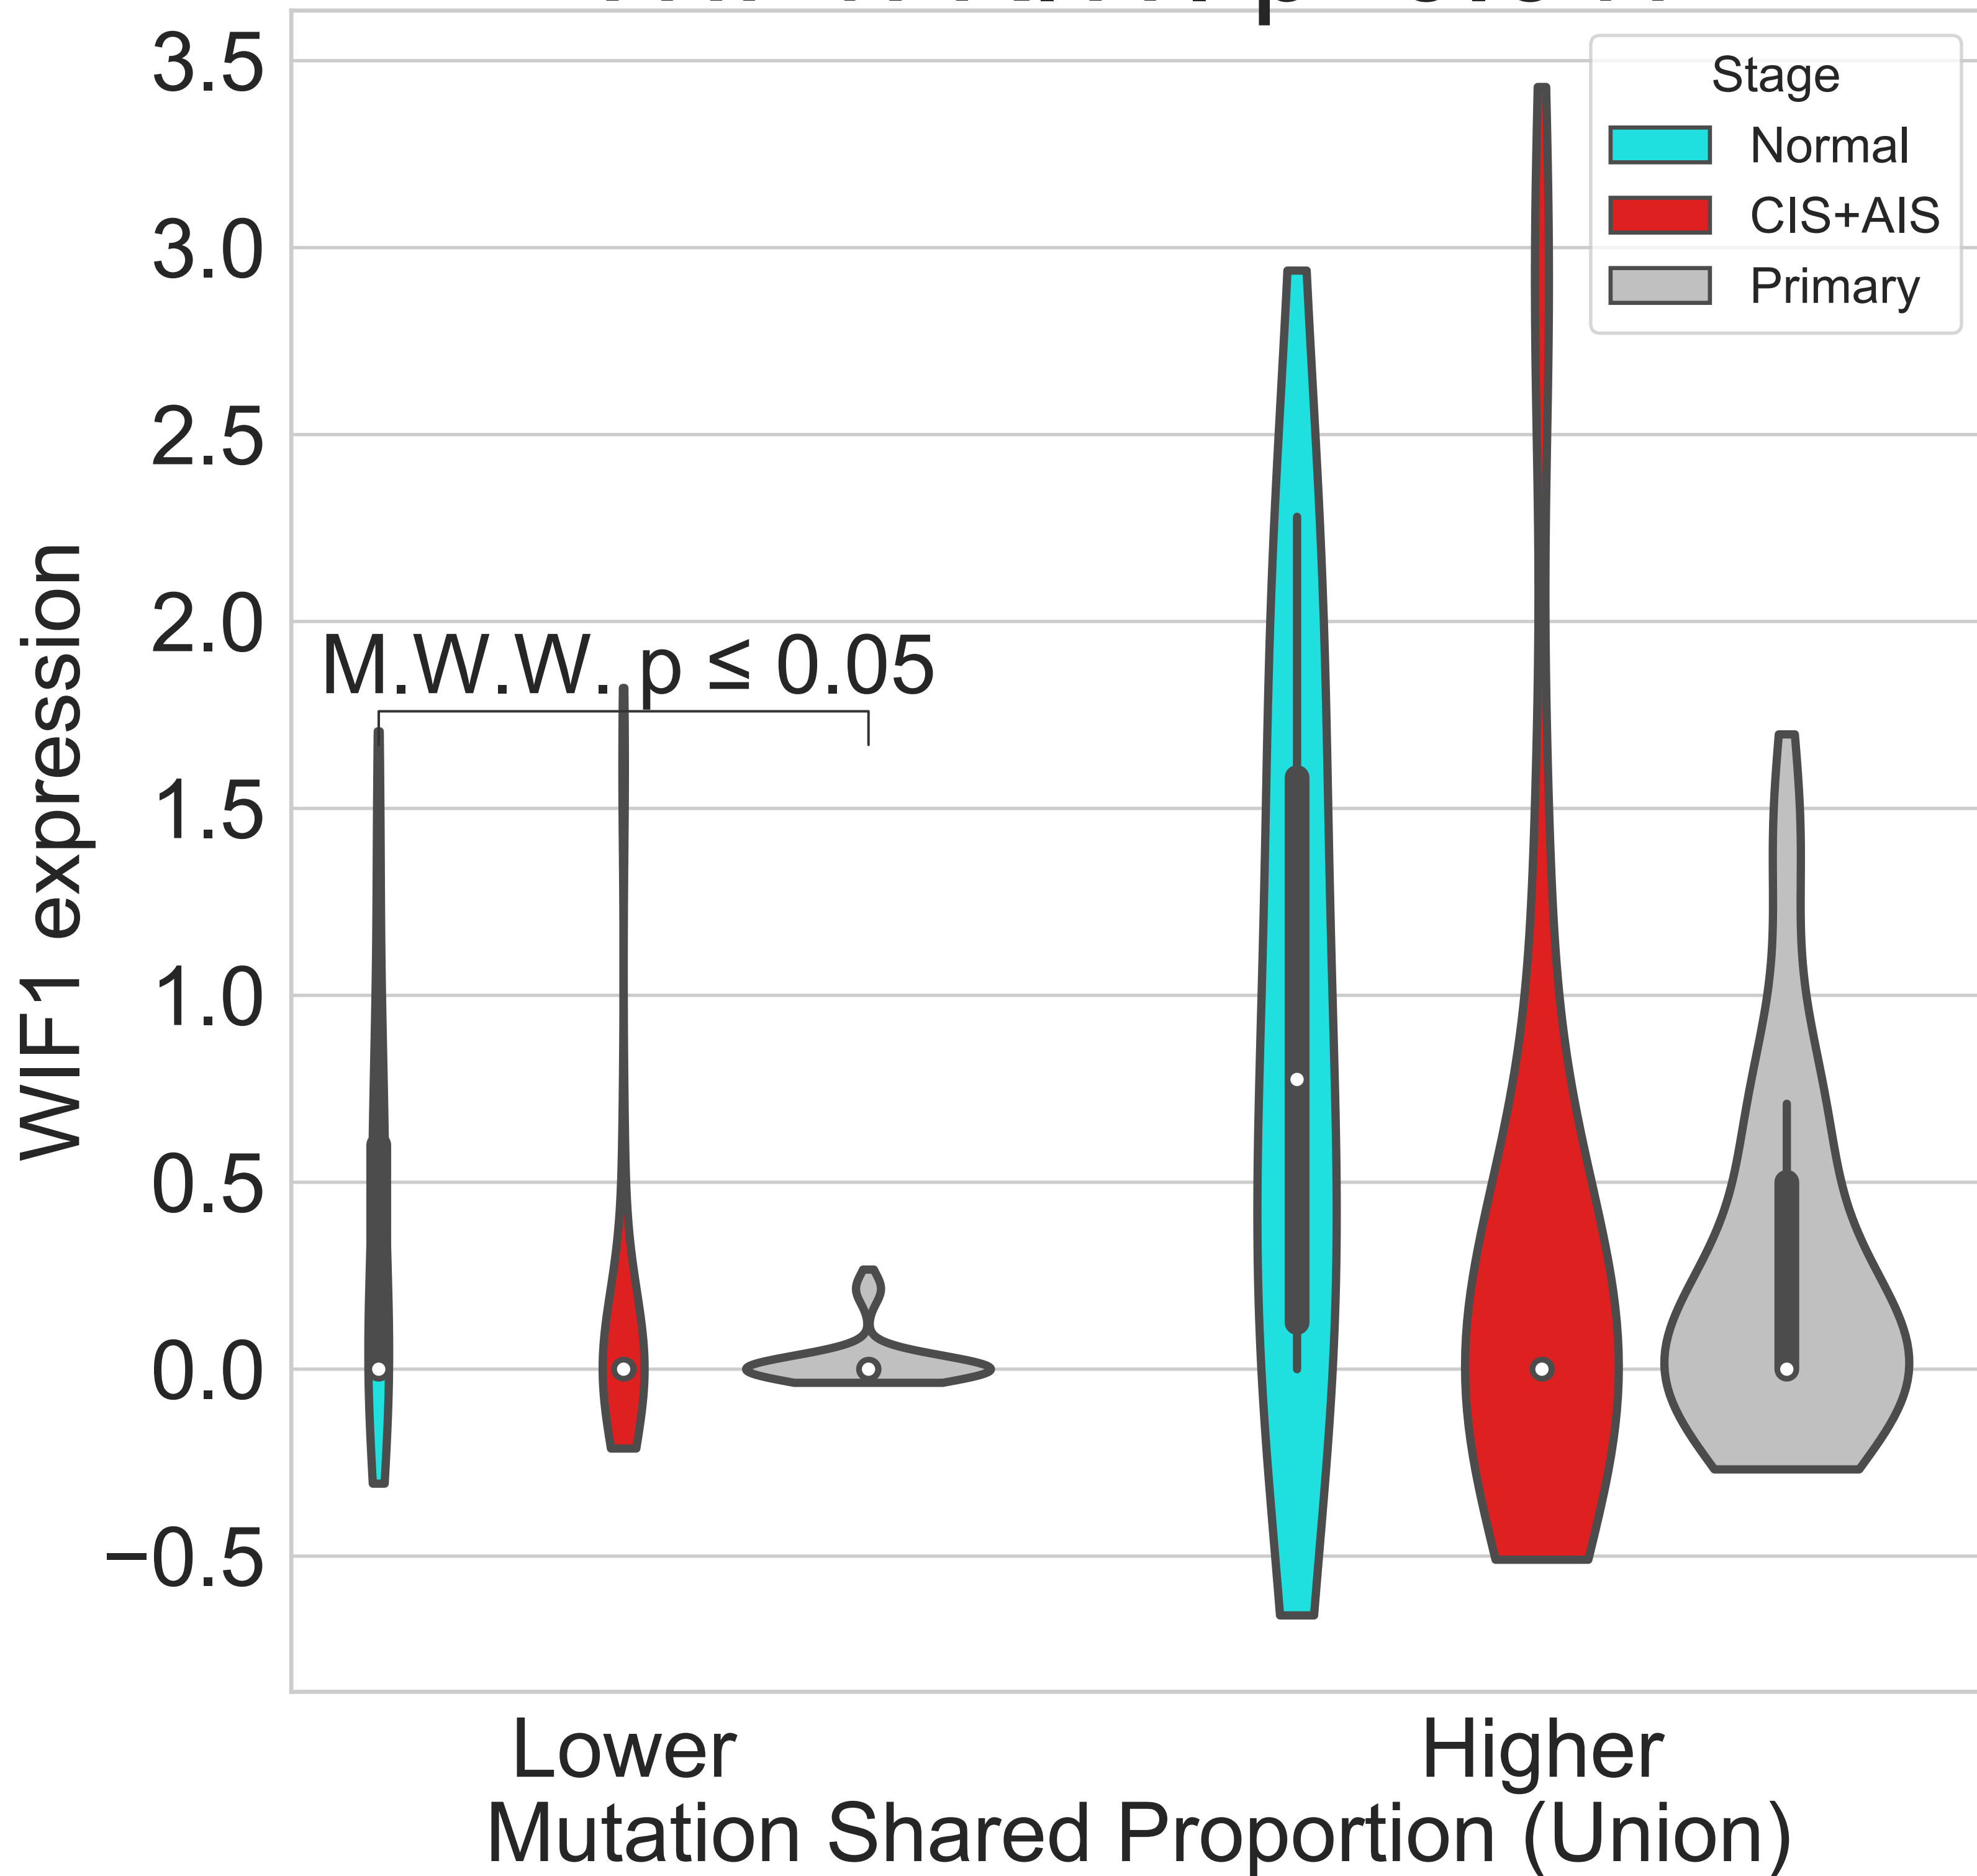 3.5
3.0
2.5
2.0
1.5
1.0
0.5
0.0
−0.5
WIF1 expression
Stage
Normal
CIS+AIS
Primary
M.W.W. p ≤ 0.05
Lower
Higher
Mutation Shared Proportion (Union)